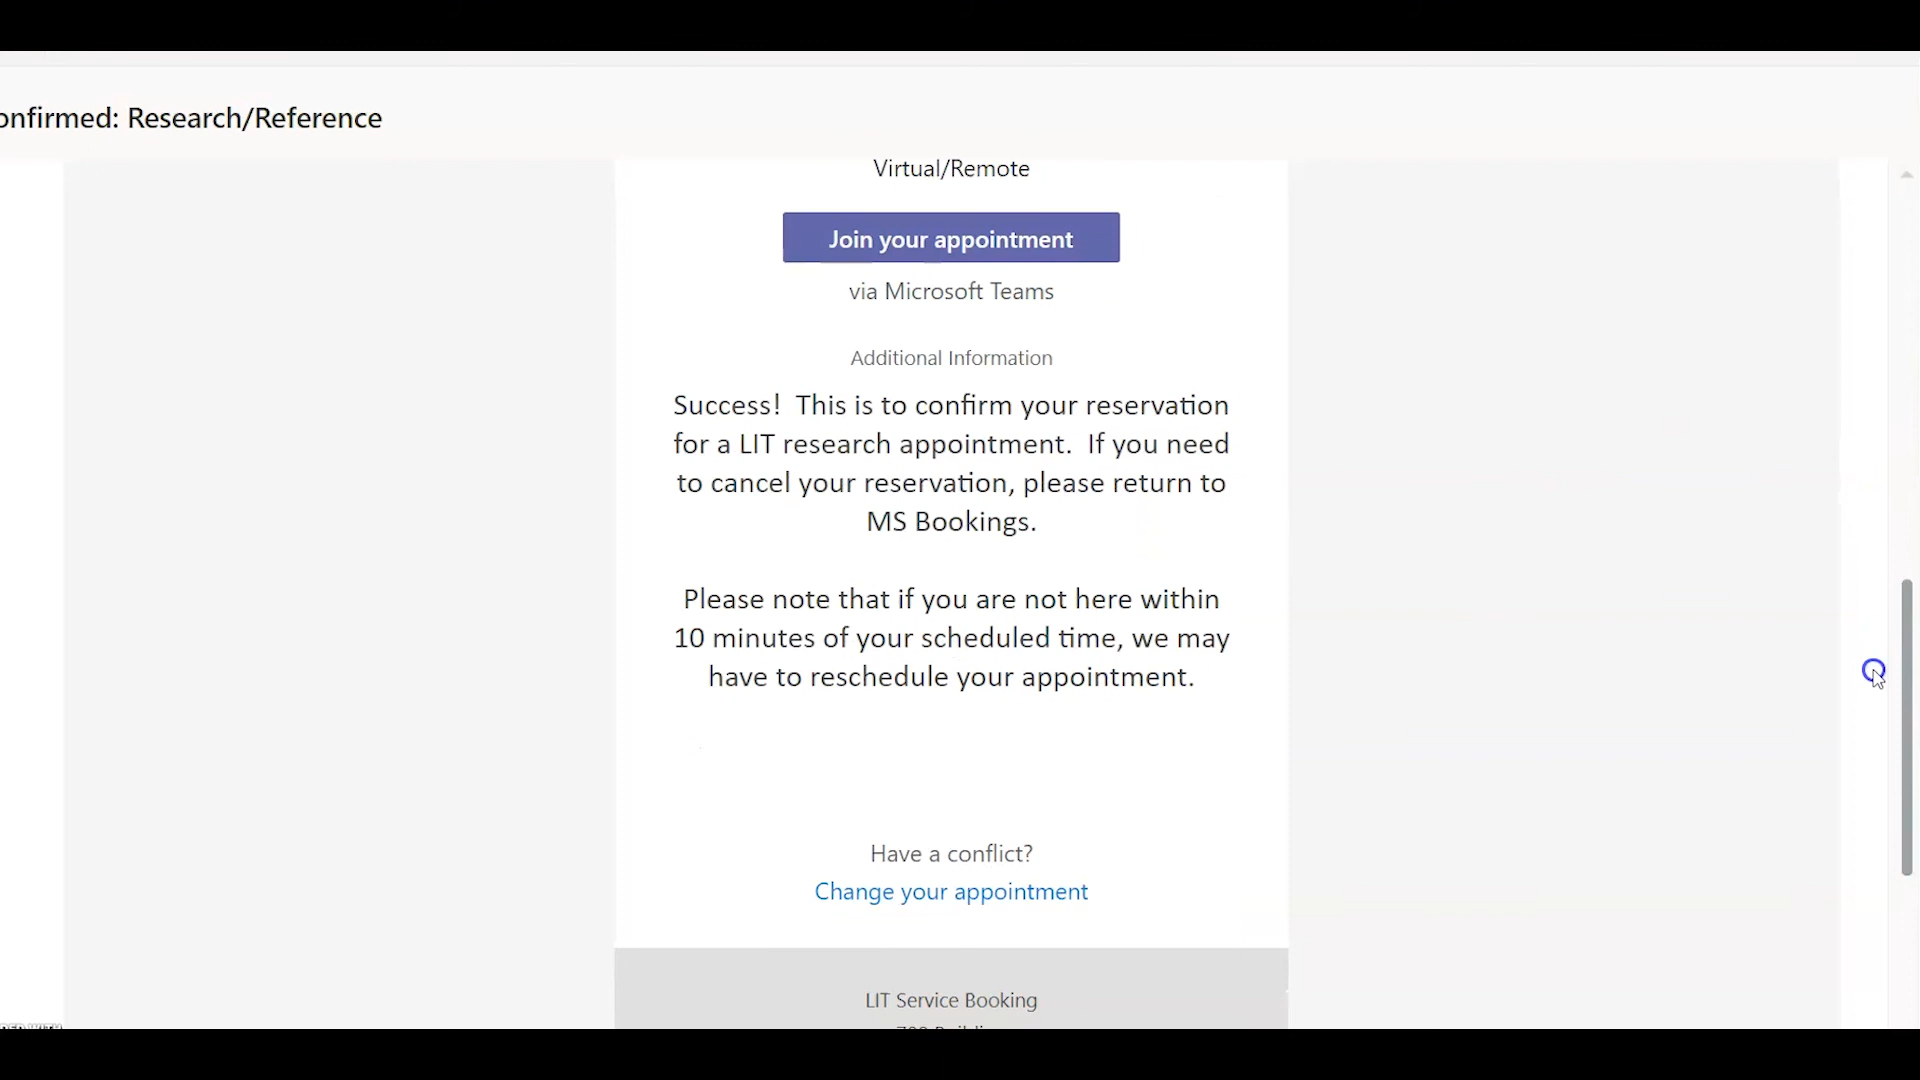 onfirmed: Research/Reference
Virtual/Remote
Join your appointment
via Microsoft Teams
Additional Information
Success!  This is to confirm your reservation
for a LIT research appointment.  If you need
to cancel your reservation, please return to
MS Bookings.
Please note that if you are not here within
10 minutes of your scheduled time, we may
have to reschedule your appointment.
Have a conflict?
Change your appointment
LIT Service Booking